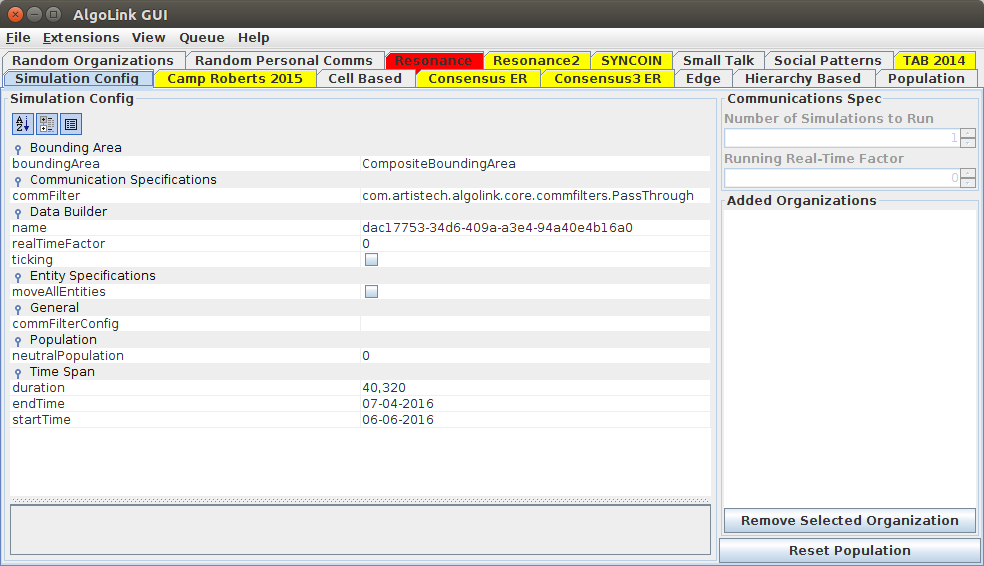 AlgoLink GUI
File Extensions View Queue Help
Random Organizations Random Personal Comms Resonance Resonance2 SYNCOIN Small Talk Social Patterns TAB 2014
Simulation Config Camp Roberts 2015 Cell Based Consensus ER Consensus3 ER Edge Hierarchy Based Population
Simulation Config
Bounding Area
boundingArea CompositeBoundingArea
Communication Specifications
commFilter com.artistech.algolink.core.commfilters.PassThrough
Data Builder
name dac17753-34d6-409a-a3e4-94a40e4b16a0
realTimeFactor 0
ticking
Entity Specifications
moveAllEntities
General
commFilterConfig
Population
neutralPopulation 0
Time Span
duration 40,320
endTime 07-04-2016
startTime 06-06-2016
Communications Spec
Number of Simulations to Run
1
Running Real-Time Factor
0
Added Organizations
Remove Selected Organization
Reset Population